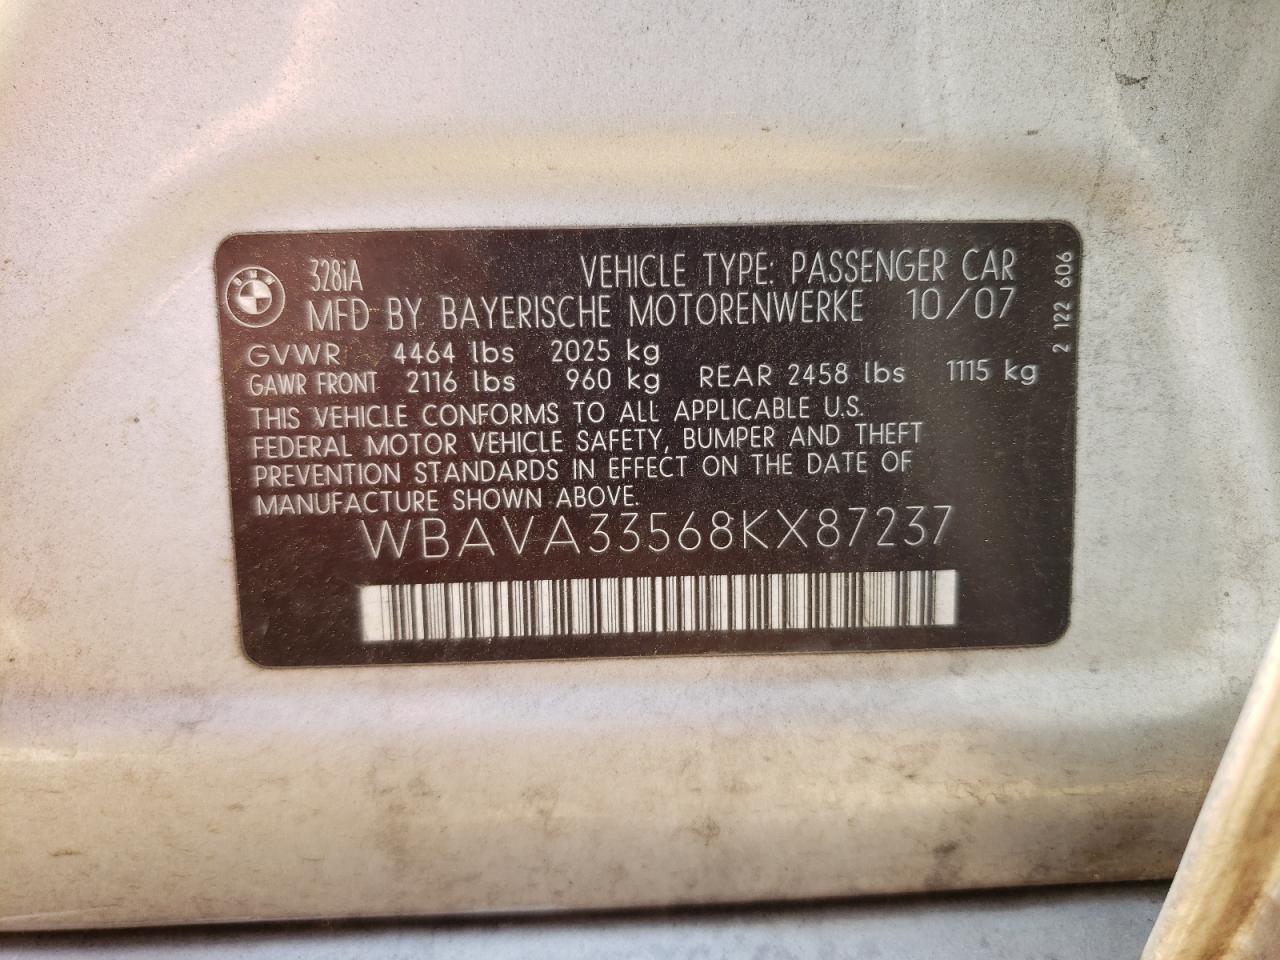 BMW
328iA VEHICLE TYPE: PASSENGER CAR
MFD BY BAYERISCHE MOTORENWERKE 10/07
GVWR 4464 lbs 2025 kg
GAWR FRONT 2116 lbs 960 kg REAR 2458 lbs 1115 kg
THIS VEHICLE CONFORMS TO ALL APPLICABLE U.S.
FEDERAL MOTOR VEHICLE SAFETY, BUMPER AND THEFT
PREVENTION STANDARDS IN EFFECT ON THE DATE OF
MANUFACTURE SHOWN ABOVE.
WBAVA33568KX87237
2 122 606